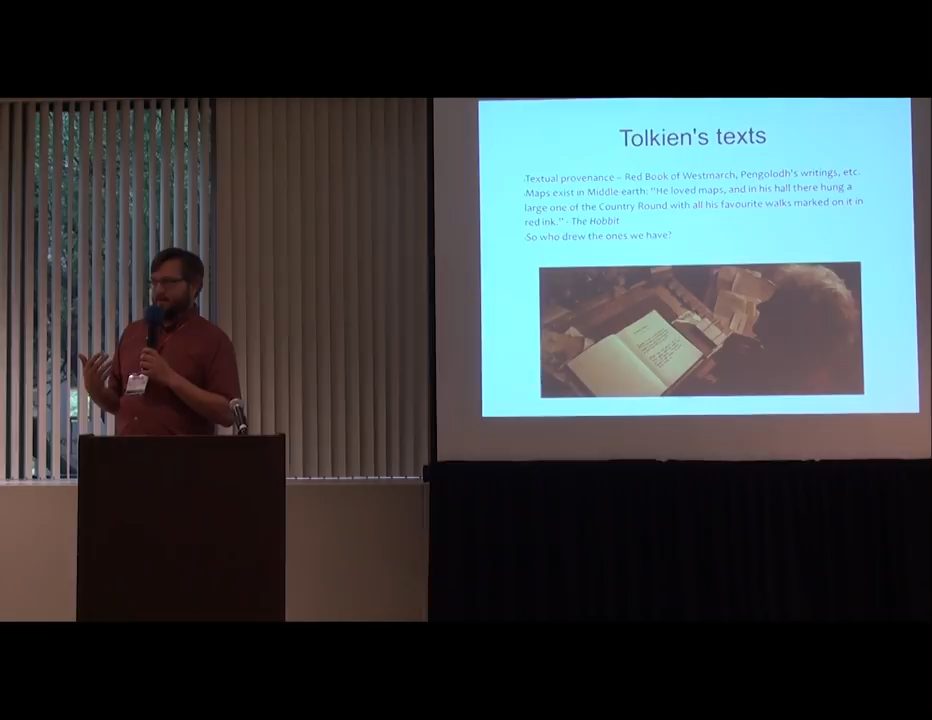 Tolkien's texts
Textual provenance – Red Book of Westmarch, Pengolodh's writings, etc.
Maps exist in Middle-earth: "He loved maps, and in his hall there hung a
large one of the Country Round with all his favourite walks marked on it in
red ink." - The Hobbit
So who drew the ones we have?